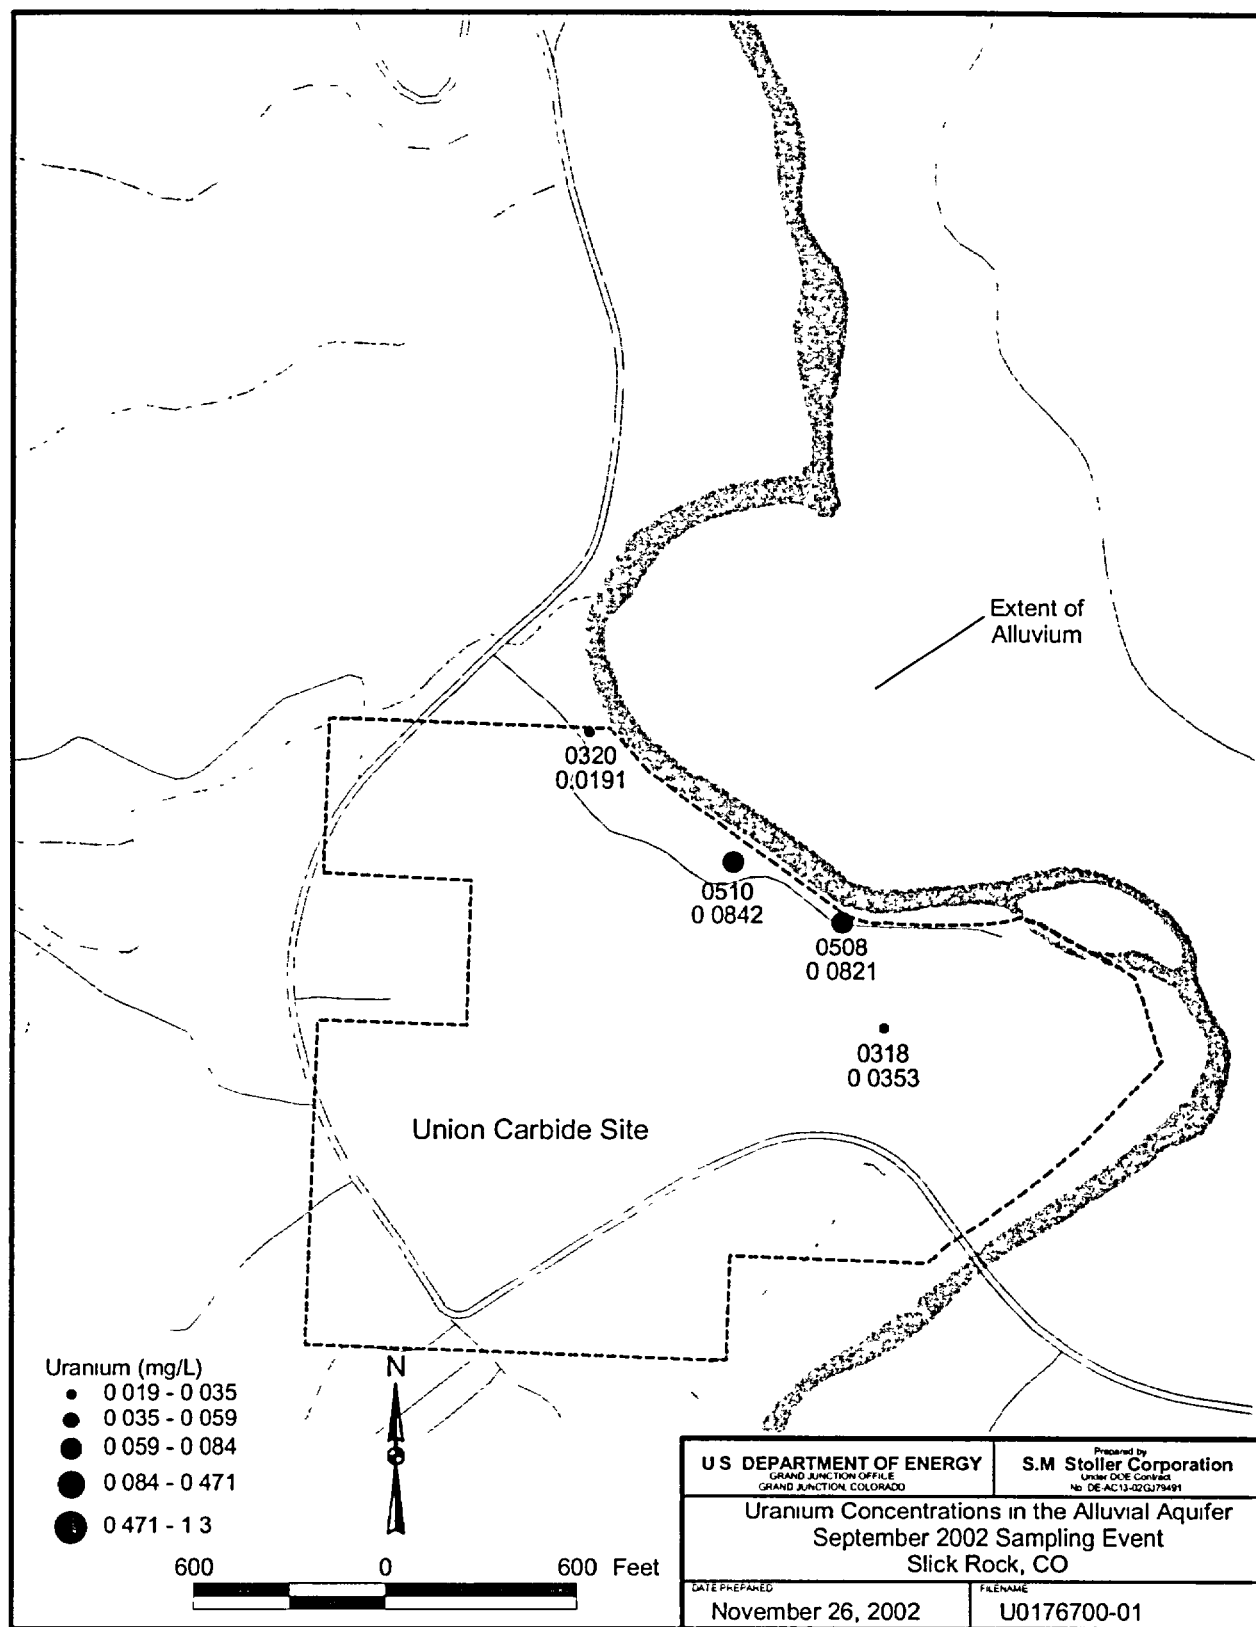 Extent of
Alluvium
0320
0.0191
0510
0 0842
0508
0 0821
0318
0 0353
Union Carbide Site
Uranium (mg/L)
0 019 - 0 035
0 035 - 0 059
0 059 - 0 084
0 084 - 0 471
0 471 - 1 3
N
600 0 600 Feet
U S DEPARTMENT OF ENERGY
GRAND JUNCTION OFFICE
GRAND JUNCTION, COLORADO
Prepared by
S.M Stoller Corporation
Under DOE Contract
No DE-AC13-02GJ79491
Uranium Concentrations in the Alluvial Aquifer
September 2002 Sampling Event
Slick Rock, CO
DATE PREPARED
November 26, 2002
FILENAME
U0176700-01